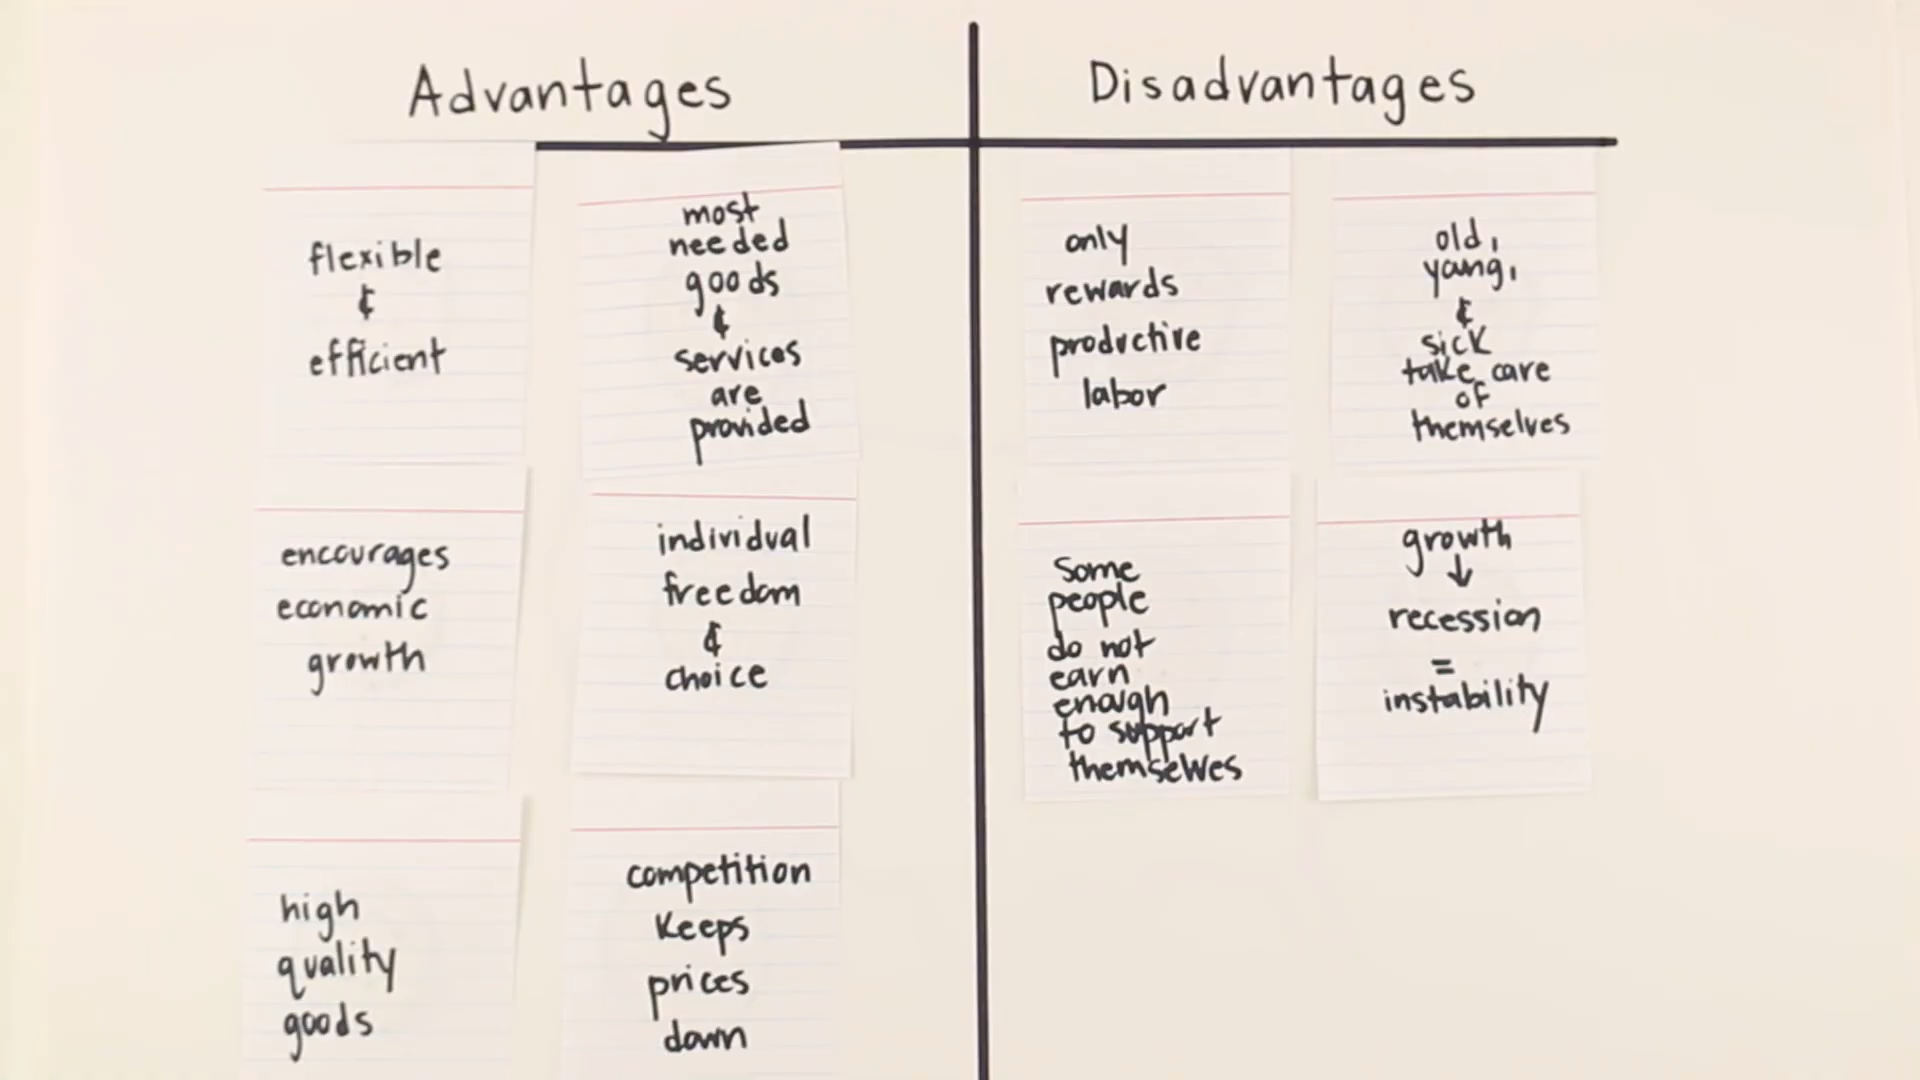 Advantages
Disadvantages
flexible
¢
efficient
most
needed
goods
¢
services
are
provided
encourages
economic
growth
individual
freedom
¢
choice
high
quality
goods
competition
Keeps
prices
down
only
rewards
productive
labor
old,
young,
¢
sick
take care
of
themselves
Some
people
do not
earn
enough
to support
themselves
growth
↓
recession
=
instability